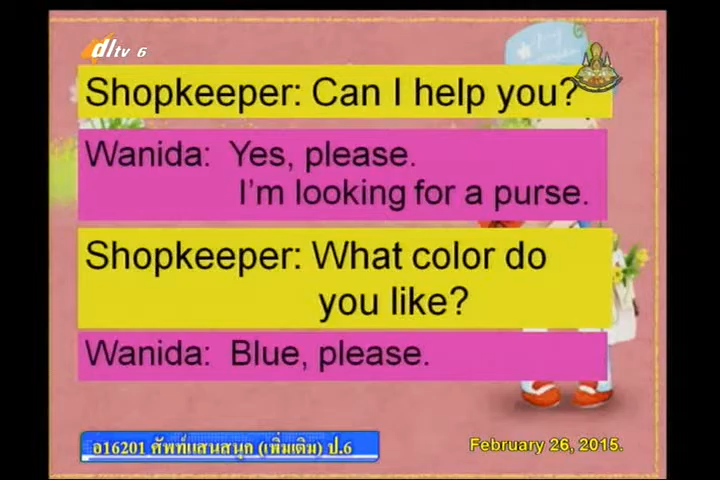 dltv 6
Shopkeeper: Can I help you?
Wanida: Yes, please.
I'm looking for a purse.
Shopkeeper: What color do
you like?
Wanida: Blue, please.
อ16201 ศัพท์แสนสนุก (เพิ่มเติม) ป.6
February 26, 2015.